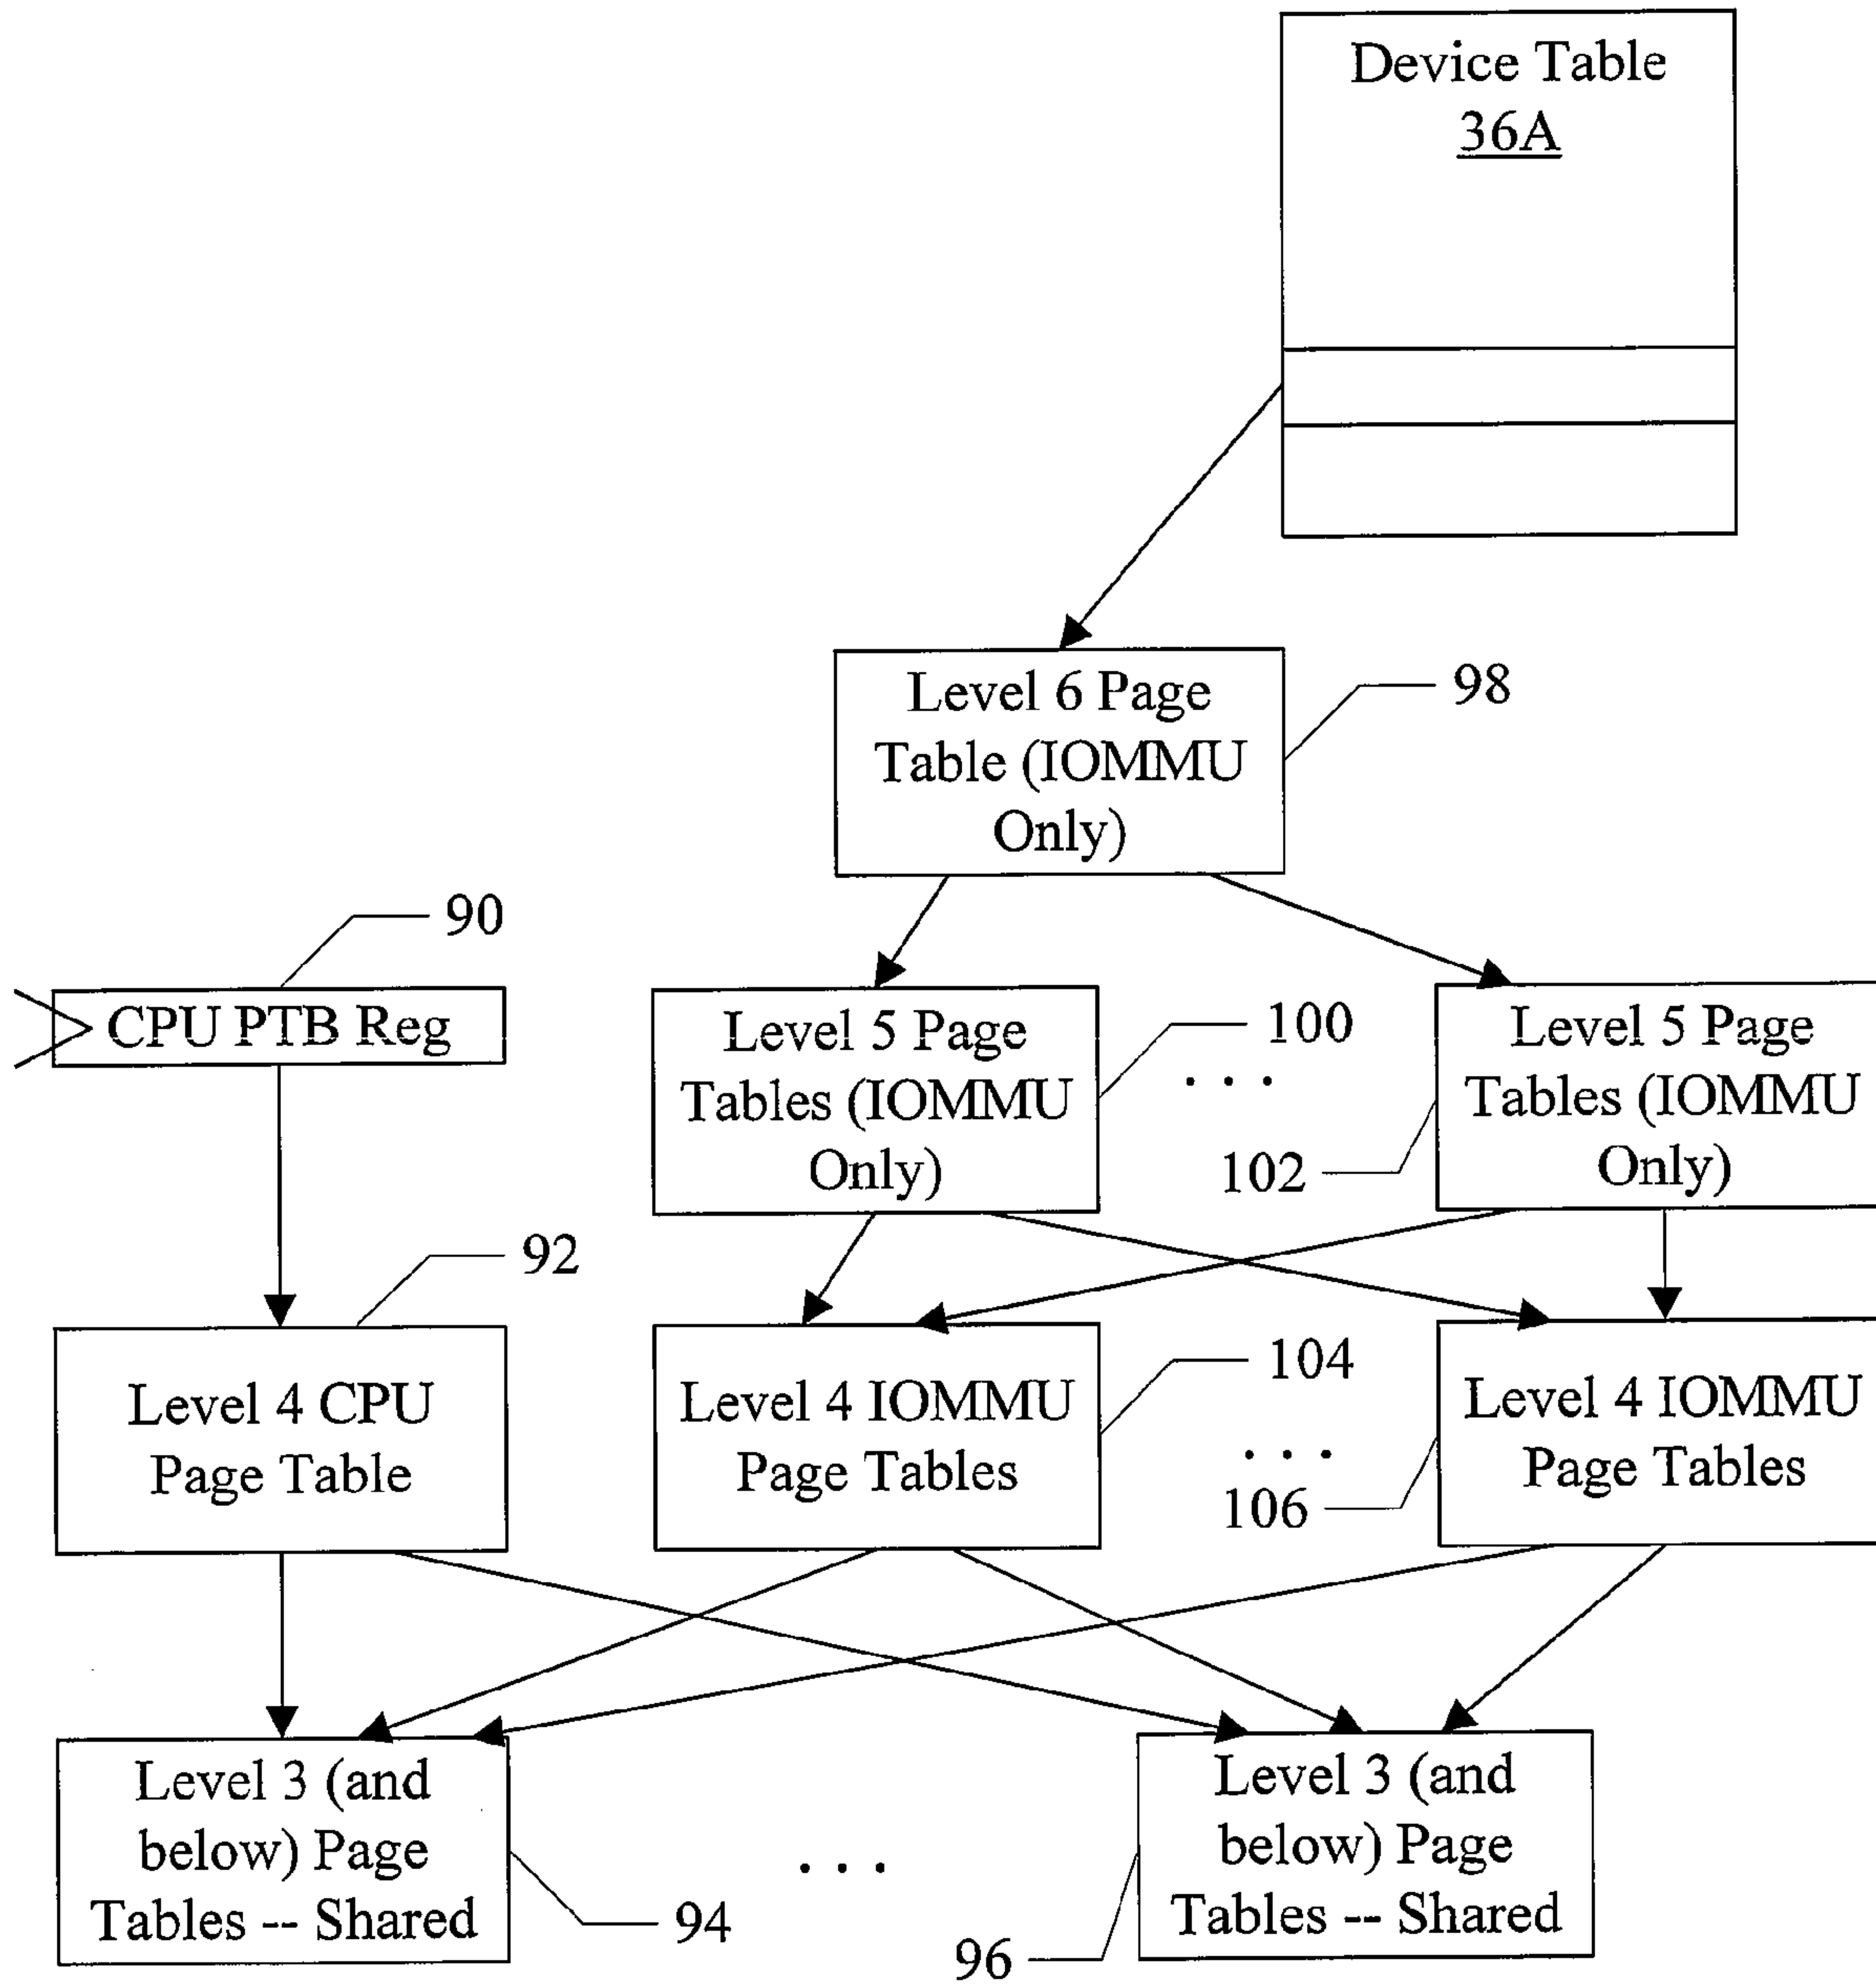 Device Table
36A
Level 6 Page
Table (IOMMU
Only)
98
90
CPU PTB Reg
Level 5 Page
Tables (IOMMU
Only)
100
. . .
Level 5 Page
Tables (IOMMU
Only)
102
92
Level 4 CPU
Page Table
Level 4 IOMMU
Page Tables
104
. . .
Level 4 IOMMU
Page Tables
106
Level 3 (and
below) Page
Tables -- Shared
94
. . .
Level 3 (and
below) Page
Tables -- Shared
96